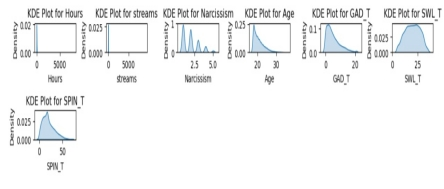 KDE Plot for Hours
KDE Plot for streams
KDE Plot for Narcissism
KDE Plot for Age
KDE Plot for GAD_T
KDE Plot for SWL_T
Density
0.02
0.00
0
5000
Hours
Density
0.025
0.000
0
5000
streams
Density
1
0
2.5
5.0
Narcissism
Density
0.25
0.00
20
30
Age
Density
0.1
0.0
0
20
GAD_T
Density
0.025
0.000
0
25
SWL_T
KDE Plot for SPIN_T
Density
0.025
0.000
0
50
SPIN_T